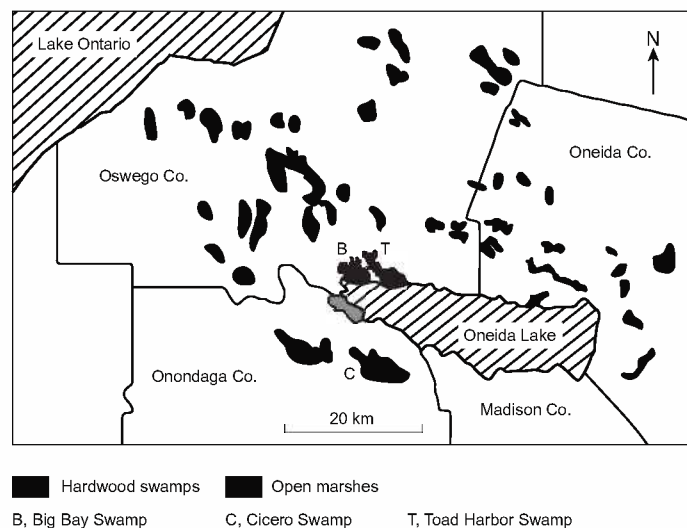 Lake Ontario
N
Oneida Co.
Oswego Co.
B
T
Oneida Lake
Onondaga Co.
C
20 km
Madison Co.
Hardwood swamps
Open marshes
B, Big Bay Swamp
C, Cicero Swamp
T, Toad Harbor Swamp